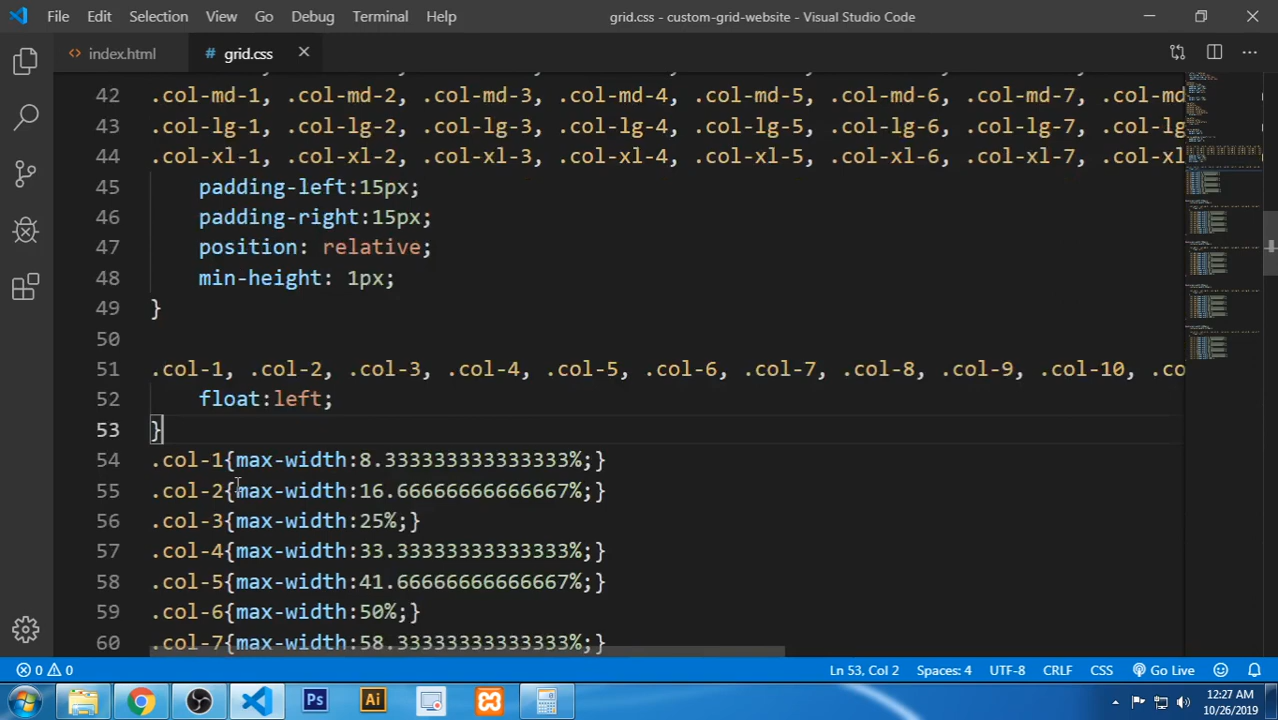 File Edit Selection View Go Debug Terminal Help grid.css - custom-grid-website - Visual Studio Code
<> index.html # grid.css
42 .col-md-1, .col-md-2, .col-md-3, .col-md-4, .col-md-5, .col-md-6, .col-md-7, .col-md
43 .col-lg-1, .col-lg-2, .col-lg-3, .col-lg-4, .col-lg-5, .col-lg-6, .col-lg-7, .col-lg
44 .col-xl-1, .col-xl-2, .col-xl-3, .col-xl-4, .col-xl-5, .col-xl-6, .col-xl-7, .col-xl
45 padding-left:15px;
46 padding-right:15px;
47 position: relative;
48 min-height: 1px;
49 }
50
51 .col-1, .col-2, .col-3, .col-4, .col-5, .col-6, .col-7, .col-8, .col-9, .col-10, .co
52 float:left;
53 }
54 .col-1{max-width:8.333333333333333%;}
55 .col-2{max-width:16.66666666666667%;}
56 .col-3{max-width:25%;}
57 .col-4{max-width:33.33333333333333%;}
58 .col-5{max-width:41.66666666666667%;}
59 .col-6{max-width:50%;}
60 .col-7{max-width:58.33333333333333%;}
0 0 Ln 53, Col 2 Spaces: 4 UTF-8 CRLF CSS Go Live
Ps Ai 12:27 AM
10/26/2019